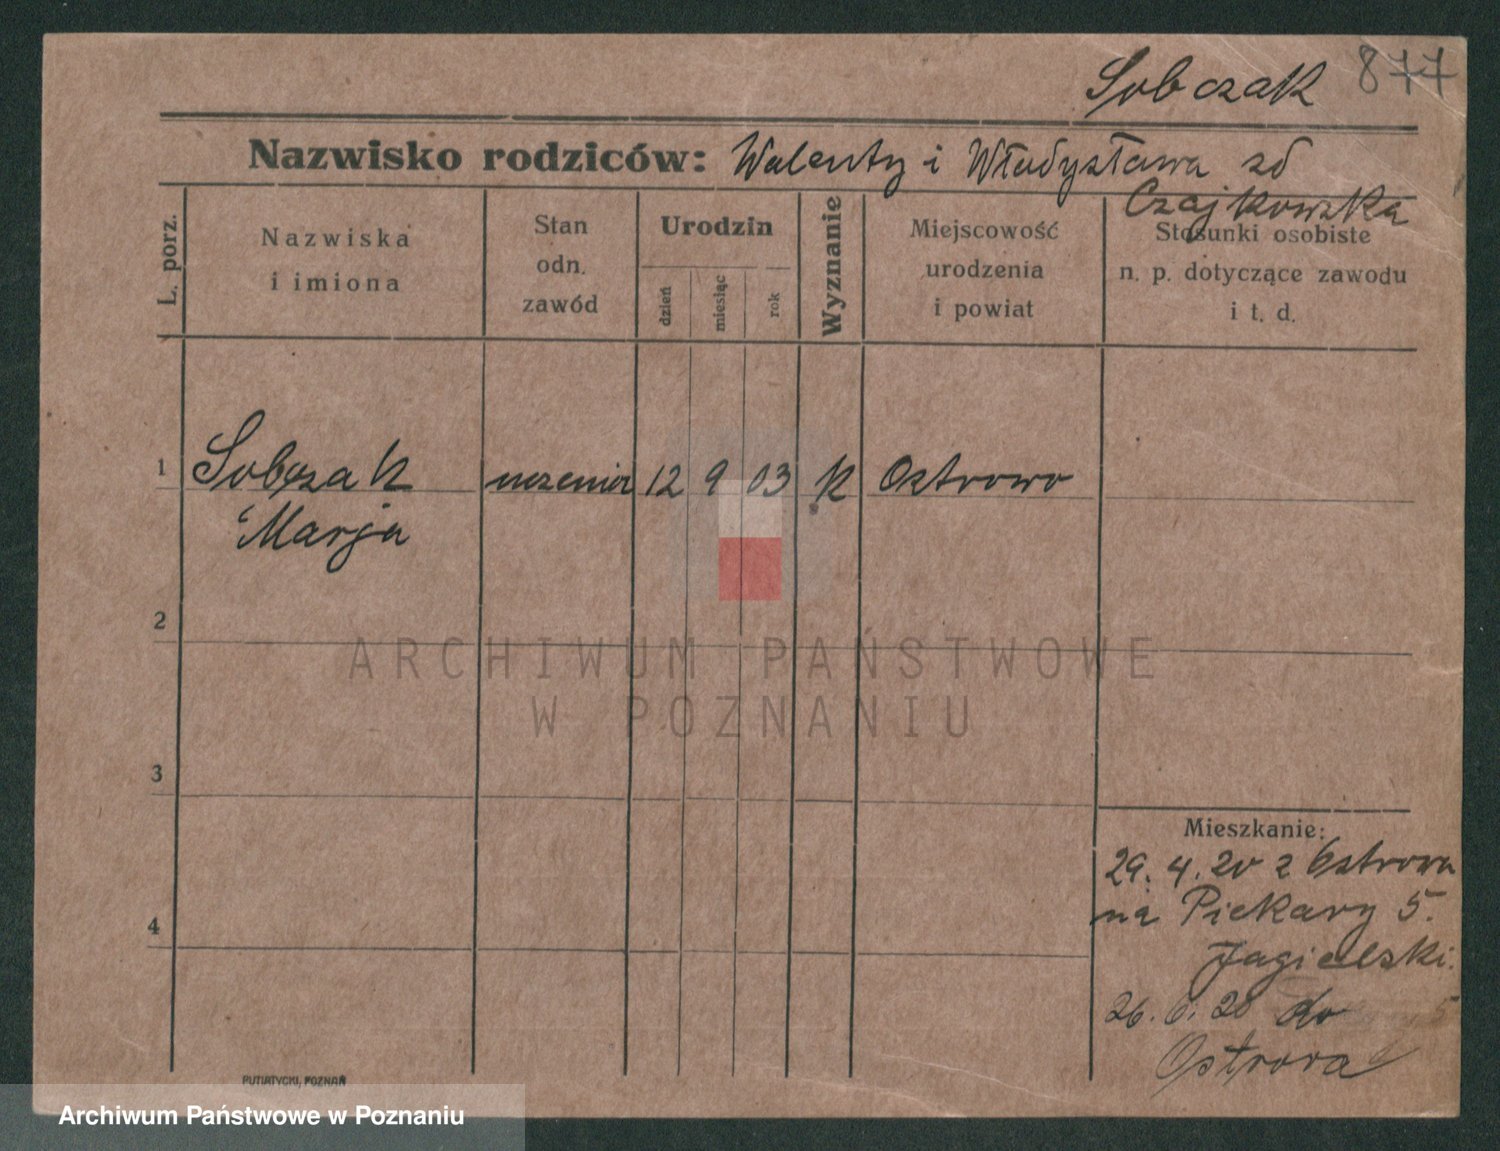 Sobczak 877
Nazwisko rodziców: Walenty i Władysława zd
Czajkowska
L. porz.
Nazwiska
i imiona
Stan
odn.
zawód
Urodzin
dzień
miesiąc
rok
Wyznanie
Miejscowość
urodzenia
i powiat
Stosunki osobiste
n. p. dotyczące zawodu
i t. d.
1 Sobczak 12 9 03 k Ostrowo
Marja
2
ARCHIWUM PAŃSTWOWE
W POZNANIU
3
Mieszkanie:
29. 4. 20 z Ostrowa
na Piekary 5.
4
Jagielski.
26. 6. 20 do
Ostrowa
PUTIATYCKI, POZNAŃ
Archiwum Państwowe w Poznaniu